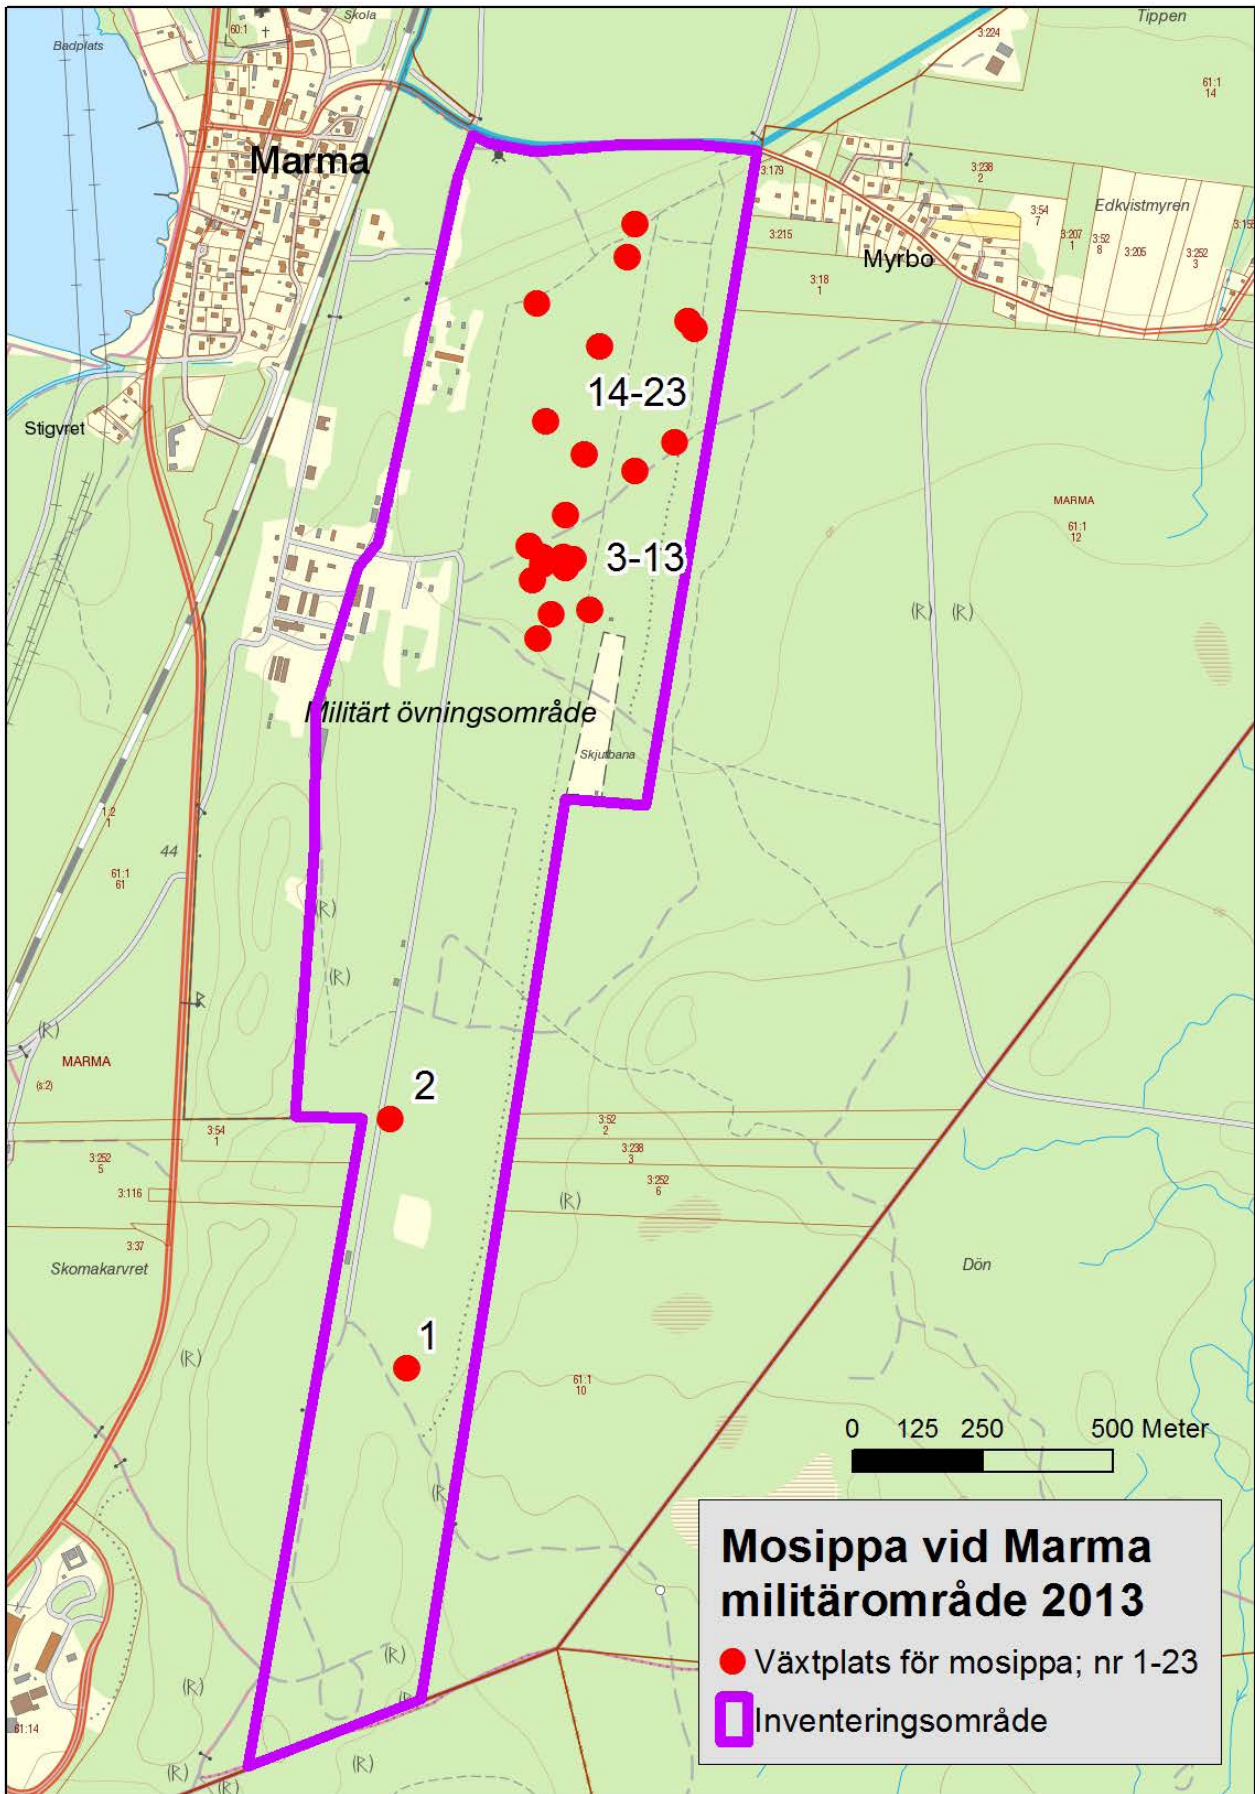 Skola
Tippen
Badplats
60:1
3:224
61:1
14
Marma
3:179
3:238
2
3:54
7
Edkvistmyren
3:207
1
3:52
8
3:205
3:252
3
3:215
Myrbo
3:18
1
14-23
Stigvret
MARMA
61:1
12
3-13
(R)
(R)
Militärt övningsområde
Skjutbana
1:2
1
44
61:1
61
(R)
(R)
R
(R)
MARMA
(s:2)
2
3:54
1
3:52
2
3:238
3
3:252
5
3:252
6
3:116
(R)
3:37
Skomakarvret
Dön
1
(R)
61:1
10
0 125 250 500 Meter
(R)
Mosippa vid Marma
militärområde 2013
Växtplats för mosippa; nr 1-23
Inventeringsområde
(R)
(R)
(R)
61:14
(R)
(R)
(R)